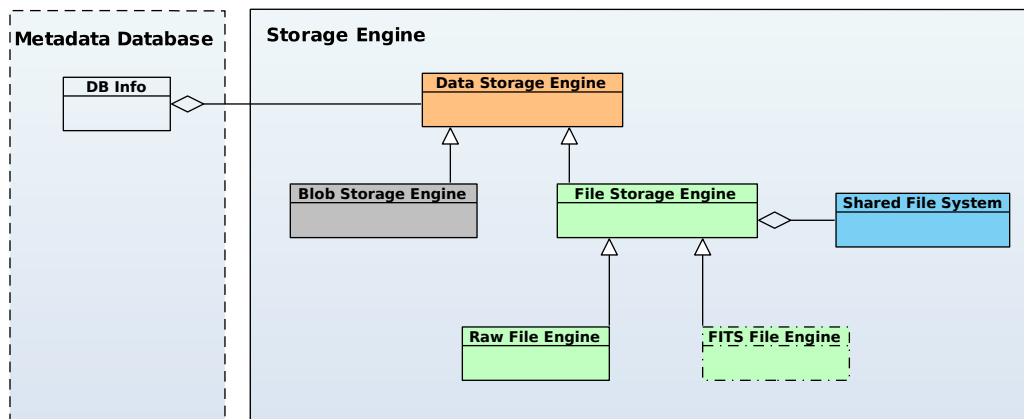 Metadata Database
Storage Engine
DB Info
Data Storage Engine
Blob Storage Engine
File Storage Engine
Shared File System
Raw File Engine
FITS File Engine